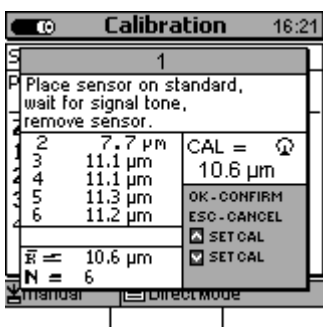 Calibration 16:21
1
Place sensor on standard,
wait for signal tone,
remove sensor.
2 7.7 µm
3 11.1 µm
4 11.1 µm
5 11.3 µm
6 11.2 µm
CAL =
10.6 µm
OK-CONFIRM
ESC-CANCEL
SET CAL
SET CAL
x̄ = 10.6 µm
N = 6
manual Direct Mode